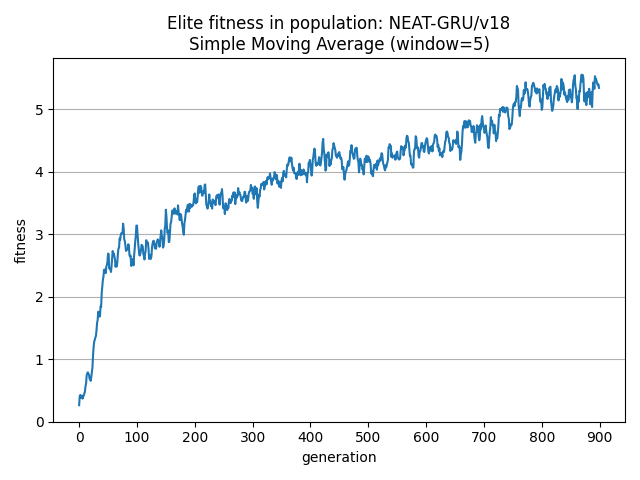 Elite fitness in population: NEAT-GRU/v18
Simple Moving Average (window=5)
fitness
5
4
3
2
1
0
0 100 200 300 400 500 600 700 800 900
generation